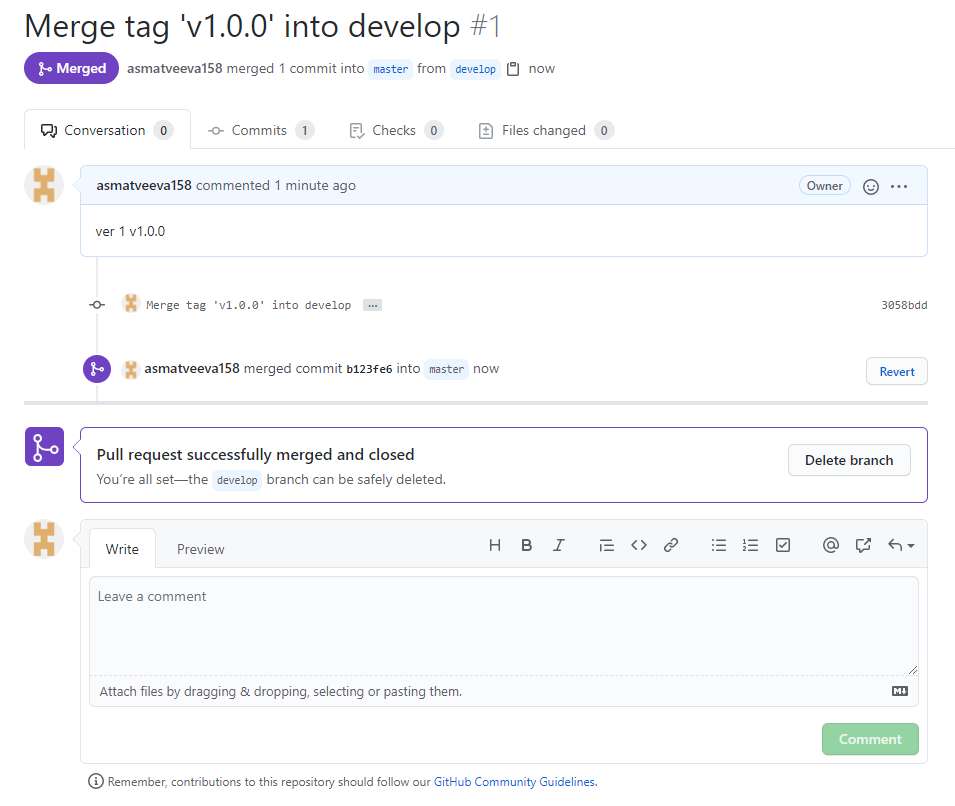 Merge tag 'v1.0.0' into develop #1
Merged asmatveeva158 merged 1 commit into master from develop now
Conversation 0 Commits 1 Checks 0 Files changed 0
asmatveeva158 commented 1 minute ago Owner
ver 1 v1.0.0
Merge tag 'v1.0.0' into develop ... 3058bdd
asmatveeva158 merged commit b123fe6 into master now Revert
Pull request successfully merged and closed
You're all set—the develop branch can be safely deleted.
Delete branch
Write Preview
Leave a comment
Attach files by dragging & dropping, selecting or pasting them.
Comment
Remember, contributions to this repository should follow our GitHub Community Guidelines.